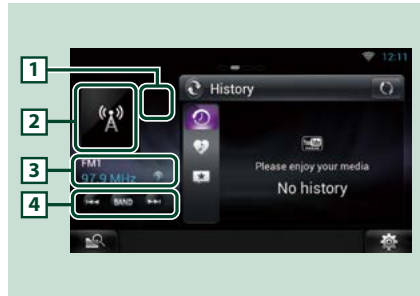 12:11
1
History
2
FM1
3
97.9 MHz
Please enjoy your media
No history
4
BAND